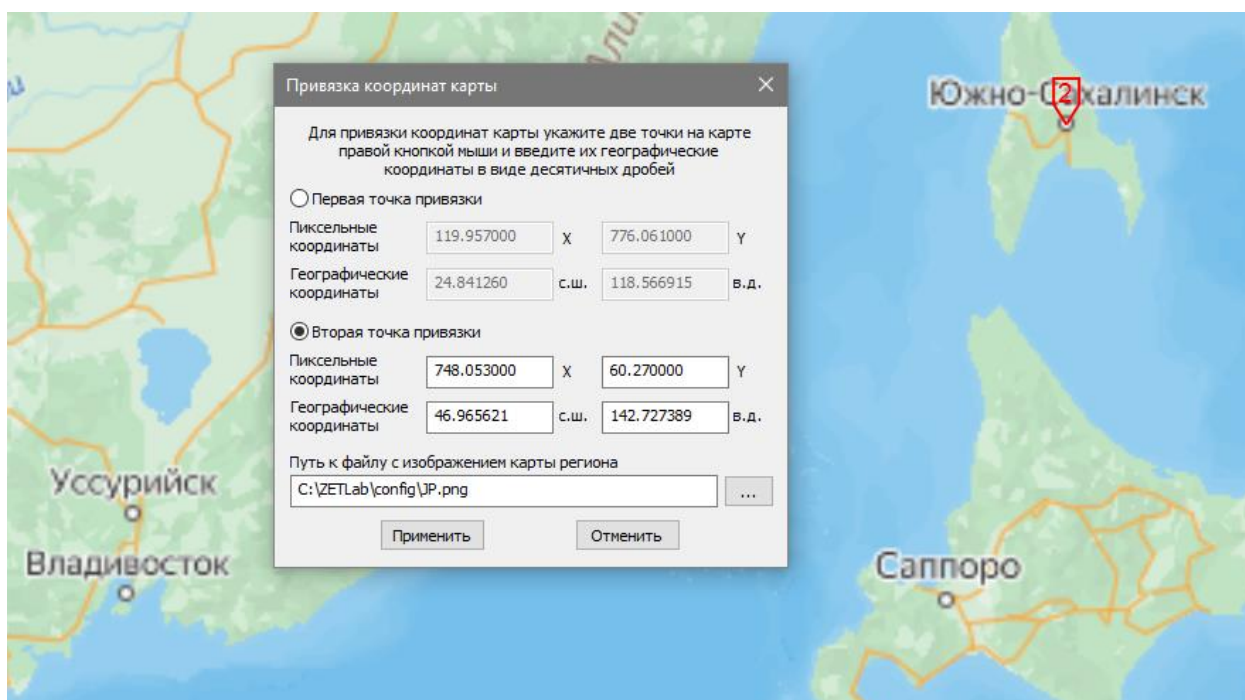 Али
Привязка координат карты
Южно-Сахалинск
2
Для привязки координат карты укажите две точки на карте
правой кнопкой мыши и введите их географические
координаты в виде десятичных дробей
Первая точка привязки
Пиксельные
координаты
119.957000 X 776.061000 Y
Географические
координаты
24.841260 с.ш. 118.566915 в.д.
Вторая точка привязки
Пиксельные
координаты
748.053000 X 60.270000 Y
Географические
координаты
46.965621 с.ш. 142.727389 в.д.
Путь к файлу с изображением карты региона
C:\ZETLab\config\JP.png ...
Применить Отменить
Уссурийск
Владивосток
Саппоро